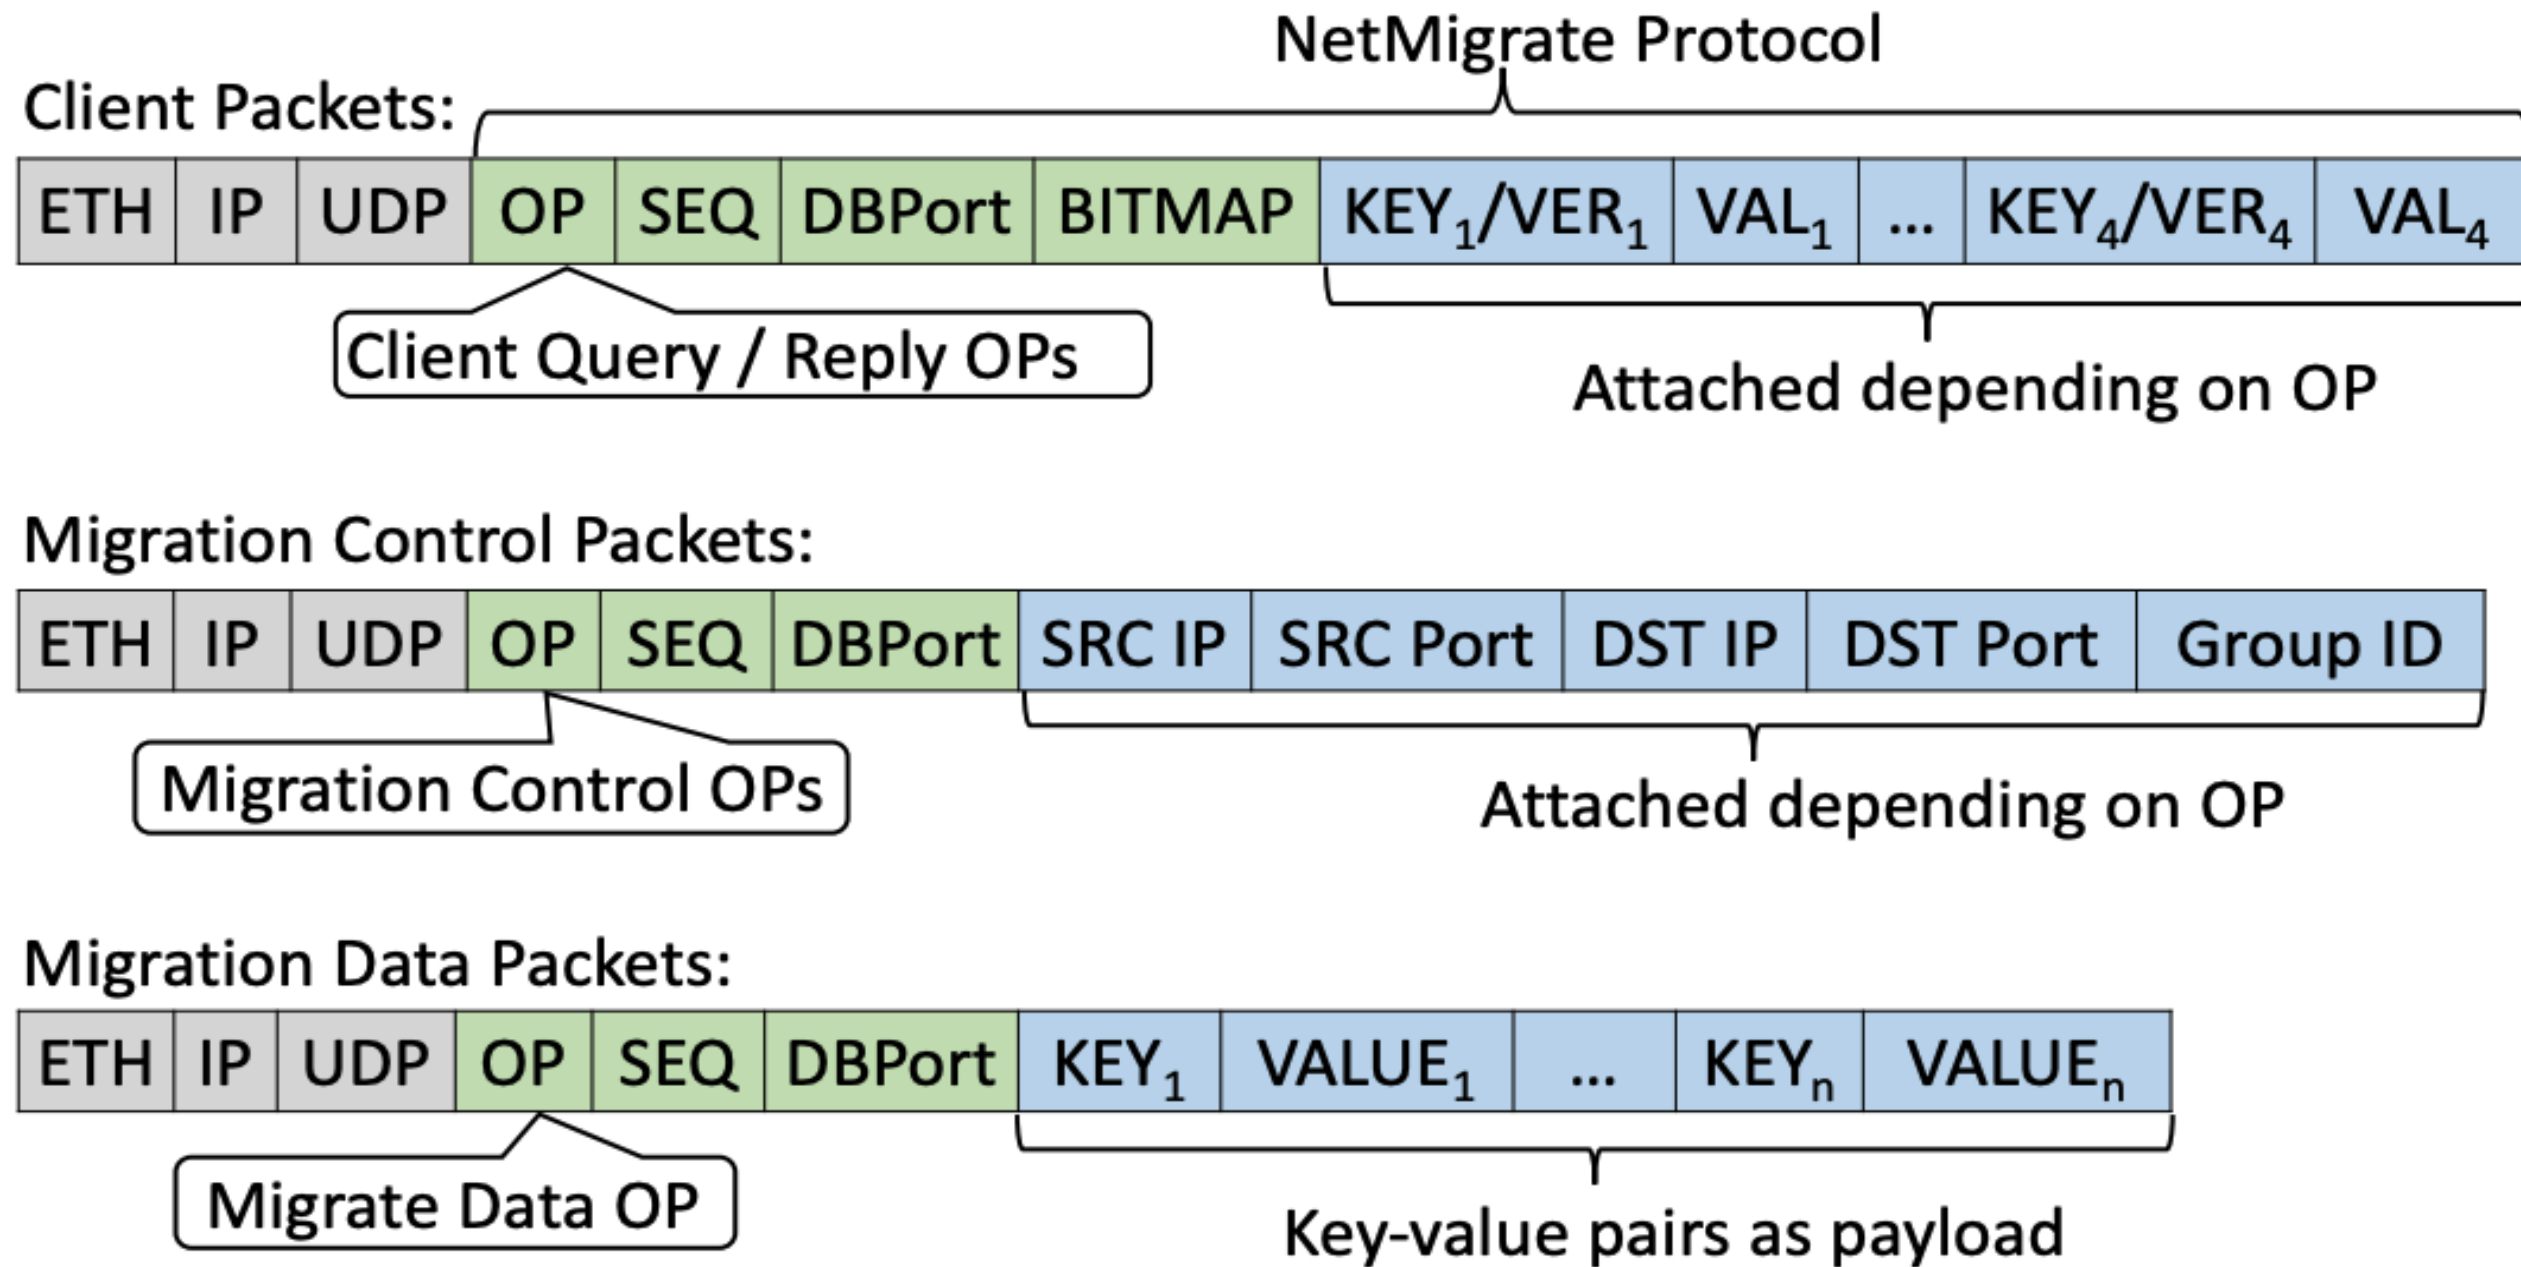 NetMigrate Protocol
Client Packets:
ETH IP UDP OP SEQ DBPort BITMAP KEY₁/VER₁ VAL₁ ... KEY₄/VER₄ VAL₄
Client Query / Reply OPs
Attached depending on OP
Migration Control Packets:
ETH IP UDP OP SEQ DBPort SRC IP SRC Port DST IP DST Port Group ID
Migration Control OPs
Attached depending on OP
Migration Data Packets:
ETH IP UDP OP SEQ DBPort KEY₁ VALUE₁ ... KEYₙ VALUEₙ
Migrate Data OP
Key-value pairs as payload